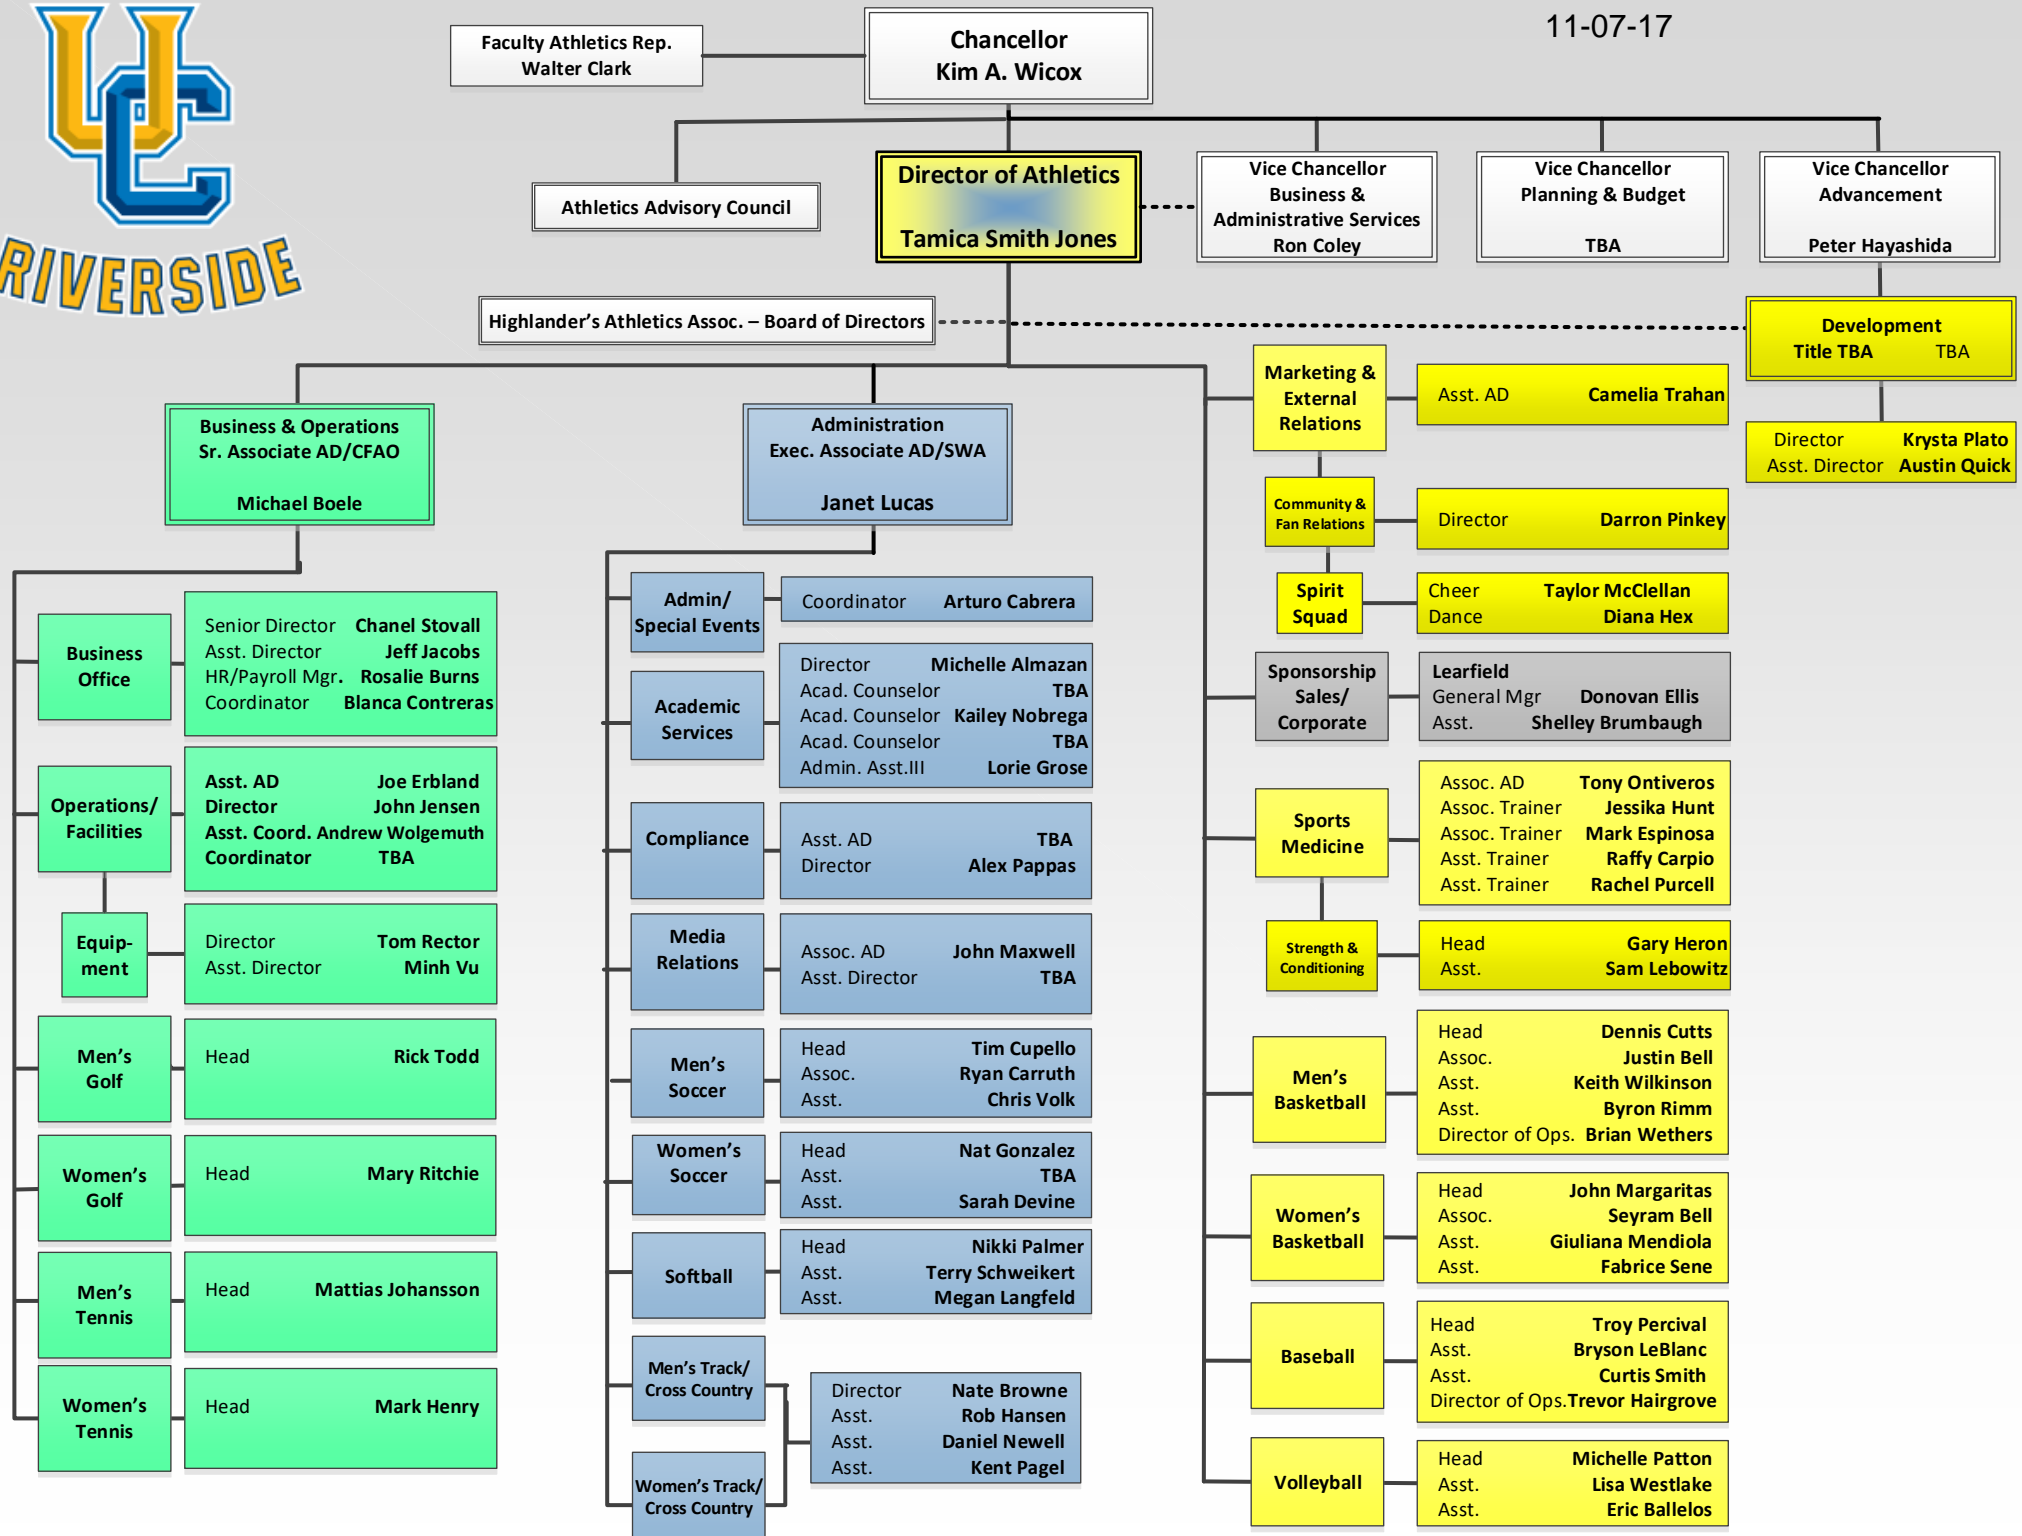 UC
RIVERSIDE
11-07-17
Faculty Athletics Rep.
Walter Clark
Chancellor
Kim A. Wicox
Athletics Advisory Council
Director of Athletics
Tamica Smith Jones
Vice Chancellor
Business &
Administrative Services
Ron Coley
Vice Chancellor
Planning & Budget
TBA
Vice Chancellor
Advancement
Peter Hayashida
Highlander's Athletics Assoc. – Board of Directors
Development
Title TBA TBA
Director Krysta Plato
Asst. Director Austin Quick
Business & Operations
Sr. Associate AD/CFAO
Michael Boele
Business
Office
Senior Director Chanel Stovall
Asst. Director Jeff Jacobs
HR/Payroll Mgr. Rosalie Burns
Coordinator Blanca Contreras
Operations/
Facilities
Asst. AD Joe Erbland
Director John Jensen
Asst. Coord. Andrew Wolgemuth
Coordinator TBA
Equip-
ment
Director Tom Rector
Asst. Director Minh Vu
Men's
Golf
Head Rick Todd
Women's
Golf
Head Mary Ritchie
Men's
Tennis
Head Mattias Johansson
Women's
Tennis
Head Mark Henry
Administration
Exec. Associate AD/SWA
Janet Lucas
Admin/
Special Events
Coordinator Arturo Cabrera
Academic
Services
Director Michelle Almazan
Acad. Counselor TBA
Acad. Counselor Kailey Nobrega
Acad. Counselor TBA
Admin. Asst.III Lorie Grose
Compliance
Asst. AD TBA
Director Alex Pappas
Media
Relations
Assoc. AD John Maxwell
Asst. Director TBA
Men's
Soccer
Head Tim Cupello
Assoc. Ryan Carruth
Asst. Chris Volk
Women's
Soccer
Head Nat Gonzalez
Asst. TBA
Asst. Sarah Devine
Softball
Head Nikki Palmer
Asst. Terry Schweikert
Asst. Megan Langfeld
Men's Track/
Cross Country
Women's Track/
Cross Country
Director Nate Browne
Asst. Rob Hansen
Asst. Daniel Newell
Asst. Kent Pagel
Marketing &
External
Relations
Asst. AD Camelia Trahan
Community &
Fan Relations
Director Darron Pinkey
Spirit
Squad
Cheer Taylor McClellan
Dance Diana Hex
Sponsorship
Sales/
Corporate
Learfield
General Mgr Donovan Ellis
Asst. Shelley Brumbaugh
Sports
Medicine
Assoc. AD Tony Ontiveros
Assoc. Trainer Jessika Hunt
Assoc. Trainer Mark Espinosa
Asst. Trainer Raffy Carpio
Asst. Trainer Rachel Purcell
Strength &
Conditioning
Head Gary Heron
Asst. Sam Lebowitz
Men's
Basketball
Head Dennis Cutts
Assoc. Justin Bell
Asst. Keith Wilkinson
Asst. Byron Rimm
Director of Ops. Brian Wethers
Women's
Basketball
Head John Margaritas
Assoc. Seyram Bell
Asst. Giuliana Mendiola
Asst. Fabrice Sene
Baseball
Head Troy Percival
Asst. Bryson LeBlanc
Asst. Curtis Smith
Director of Ops.Trevor Hairgrove
Volleyball
Head Michelle Patton
Asst. Lisa Westlake
Asst. Eric Ballelos